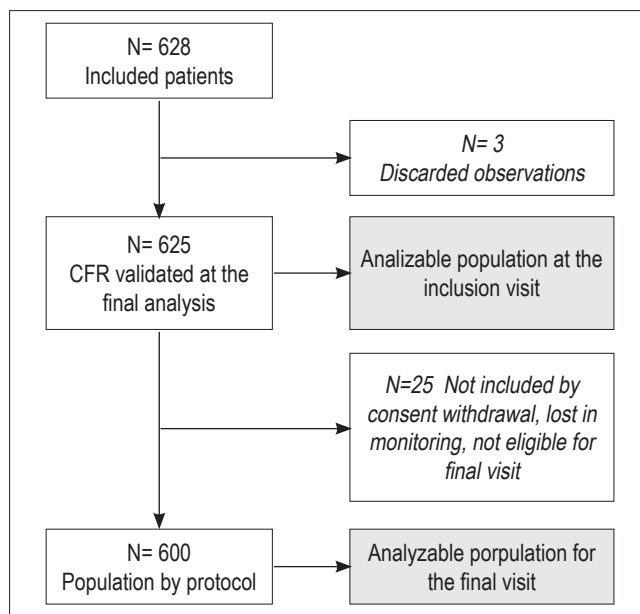 N= 628
Included patients
N= 3
Discarded observations
N= 625
CFR validated at the
final analysis
Analizable population at the
inclusion visit
N=25 Not included by
consent withdrawal, lost in
monitoring, not eligible for
final visit
N= 600
Population by protocol
Analyzable porpulation for
the final visit